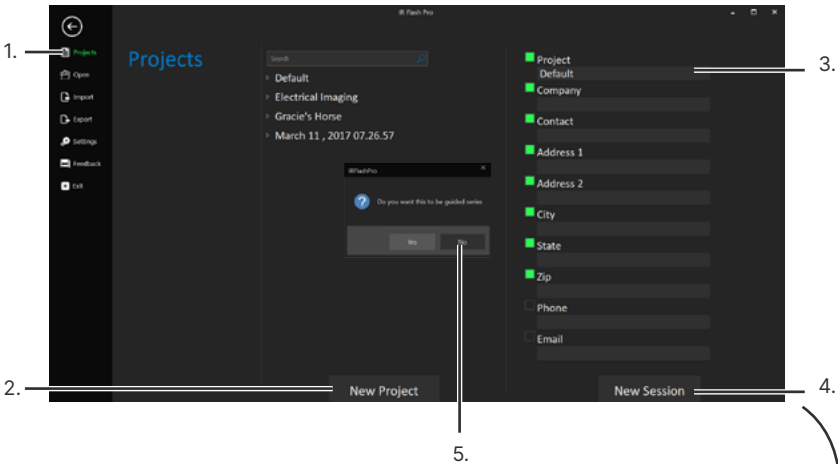 IR Flash Pro
1.
Projects
Open
Import
Export
Settings
Feedback
Exit
Projects
Search
Default
Electrical Imaging
Gracie's Horse
March 11 , 2017 07.26.57
IRFlashPro
Do you want this to be guided series
Yes
No
Project
Default
Company
Contact
Address 1
Address 2
City
State
Zip
Phone
Email
3.
2.
New Project
New Session
4.
5.